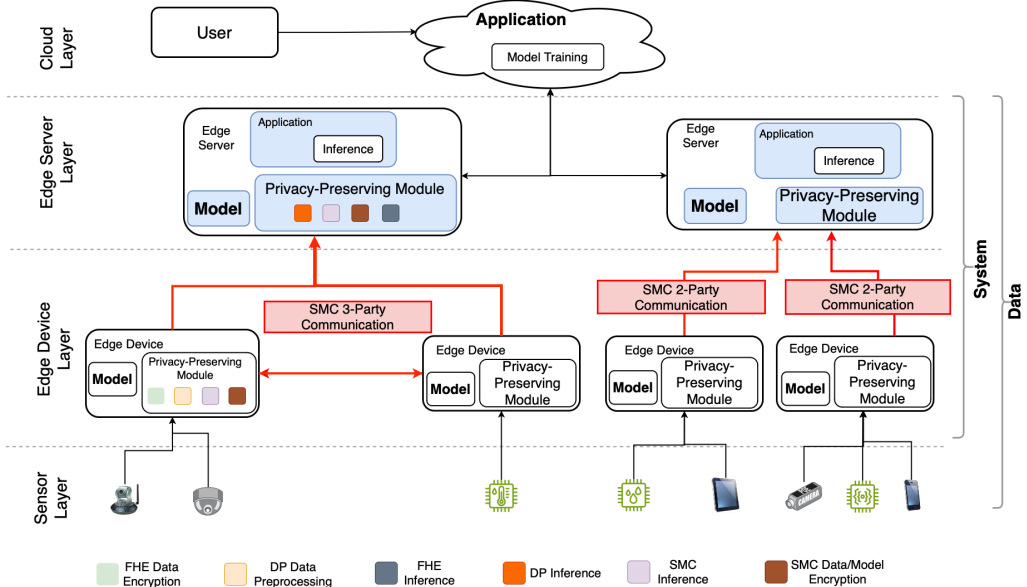 Cloud
Layer
User
Application
Model Training
Edge Server
Layer
Edge
Server
Application
Inference
Model
Privacy-Preserving Module
Edge
Server
Application
Inference
Model
Privacy-Preserving
Module
System
Data
Edge Device
Layer
SMC 3-Party
Communication
SMC 2-Party
Communication
SMC 2-Party
Communication
Edge Device
Model
Privacy-Preserving
Module
Edge Device
Model
Privacy-
Preserving
Module
Edge Device
Model
Privacy-
Preserving
Module
Edge Device
Model
Privacy-
Preserving
Module
Sensor
Layer
CAMERA
FHE Data
Encryption
DP Data
Preprocessing
FHE
Inference
DP Inference
SMC
Inference
SMC Data/Model
Encryption